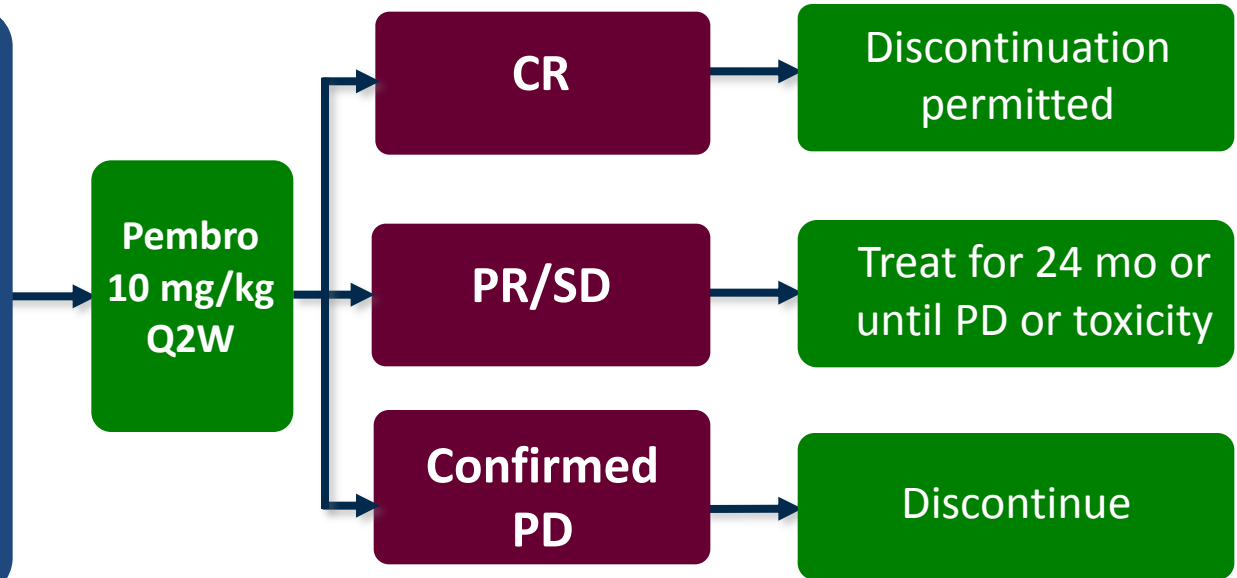 CR
Discontinuation
permitted
Pembro
10 mg/kg
Q2W
PR/SD
Treat for 24 mo or
until PD or toxicity
Confirmed
PD
Discontinue